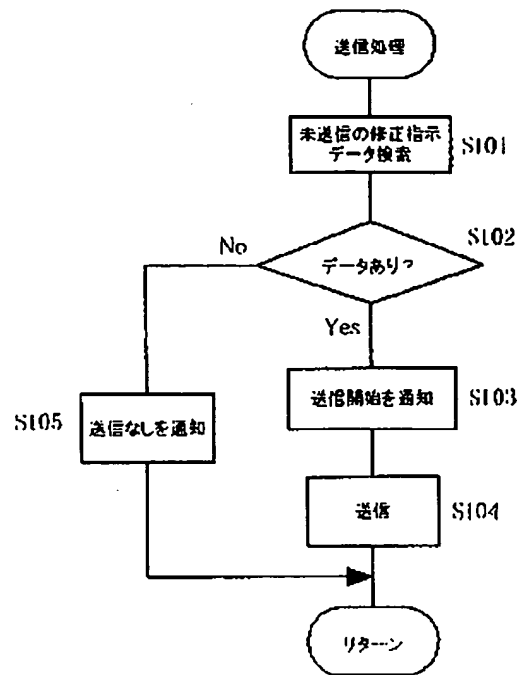 送信処理
未送信の修正指示
データ検索
S101
S102
No
データあり?
Yes
送信開始を通知
S103
S105
送信なしを通知
送信
S104
リターン